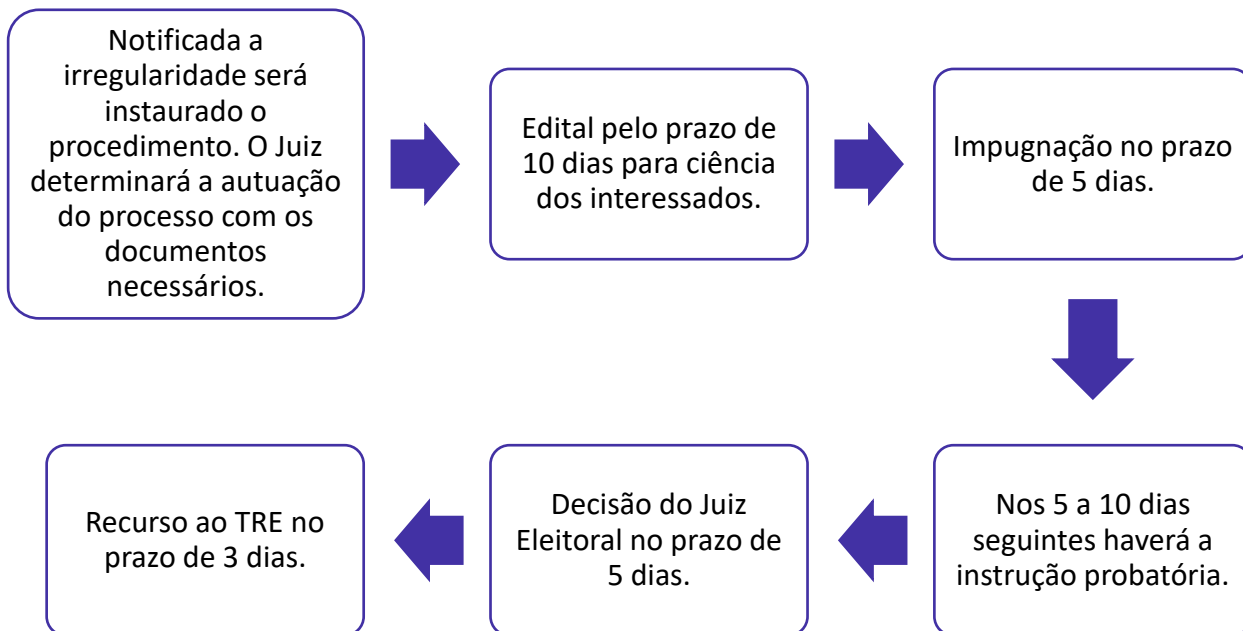 Notificada a
irregularidade será
instaurado o
procedimento. O Juiz
determinará a autuação
do processo com os
documentos
necessários.
Edital pelo prazo de
10 dias para ciência
dos interessados.
Impugnação no prazo
de 5 dias.
Nos 5 a 10 dias
seguintes haverá a
instrução probatória.
Decisão do Juiz
Eleitoral no prazo de
5 dias.
Recurso ao TRE no
prazo de 3 dias.